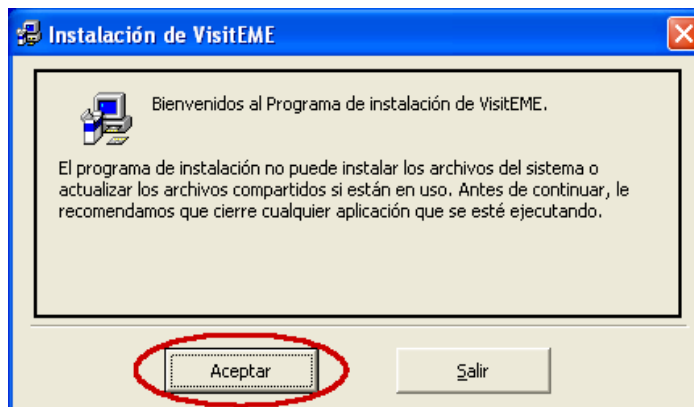 Instalación de VisitEME
Bienvenidos al Programa de instalación de VisitEME.
El programa de instalación no puede instalar los archivos del sistema o
actualizar los archivos compartidos si están en uso. Antes de continuar, le
recomendamos que cierre cualquier aplicación que se esté ejecutando.
Aceptar
Salir